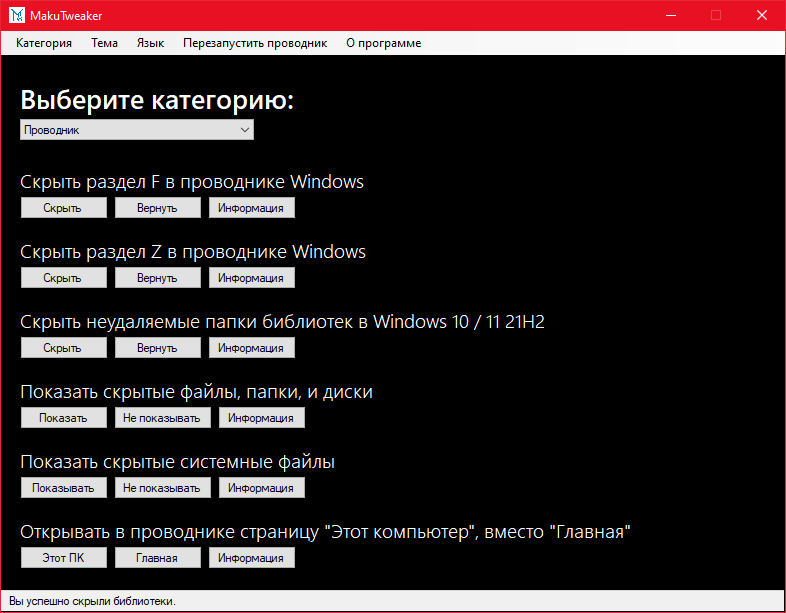 MakuTweaker
Категория Тема Язык Перезапустить проводник О программе
Выберите категорию:
Проводник
Скрыть раздел F в проводнике Windows
Скрыть Вернуть Информация
Скрыть раздел Z в проводнике Windows
Скрыть Вернуть Информация
Скрыть неудаляемые папки библиотек в Windows 10 / 11 21H2
Скрыть Вернуть Информация
Показать скрытые файлы, папки, и диски
Показать Не показывать Информация
Показать скрытые системные файлы
Показывать Не показывать Информация
Открывать в проводнике страницу "Этот компьютер", вместо "Главная"
Этот ПК Главная Информация
Вы успешно скрыли библиотеки.